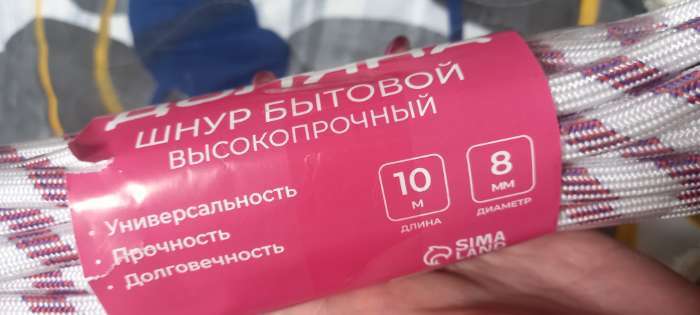 ШНУР БЫТОВОЙ
ВЫСОКОПРОЧНЫЙ
• Универсальность
• Прочность
• Долговечность
10
М
ДЛИНА
8
ММ
ДИАМЕТР
SIMA
LAND